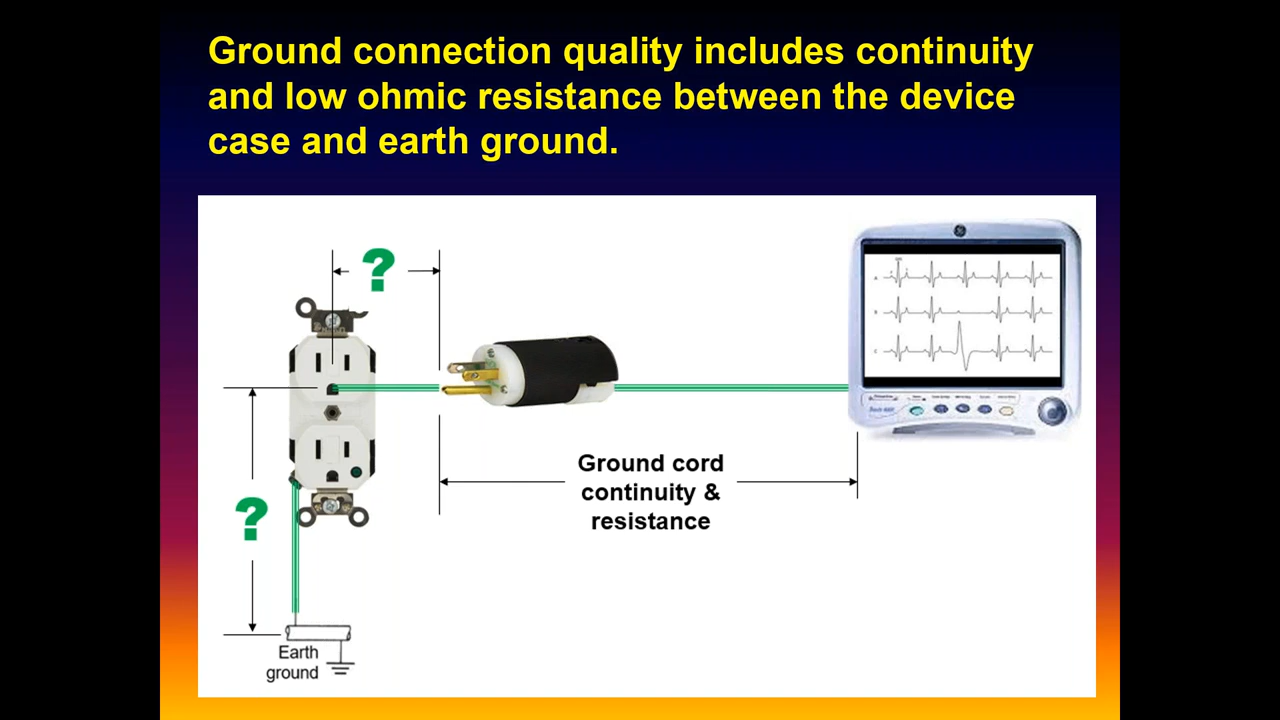 Ground connection quality includes continuity
and low ohmic resistance between the device
case and earth ground.
?
Ground cord
continuity &
resistance
?
Earth
ground